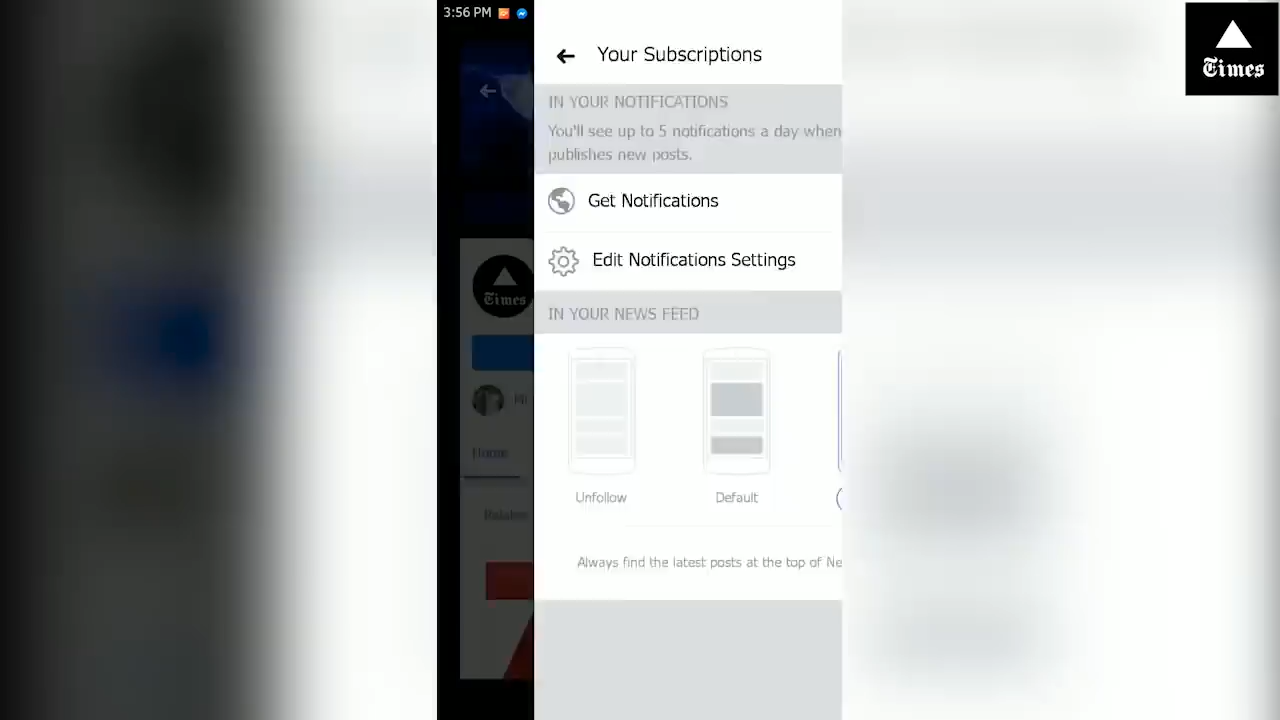 3:56 PM
Times
Your Subscriptions
IN YOUR NOTIFICATIONS
You'll see up to 5 notifications a day when
publishes new posts.
Get Notifications
Edit Notifications Settings
Times
IN YOUR NEWS FEED
Home
Unfollow
Default
Always find the latest posts at the top of Ne